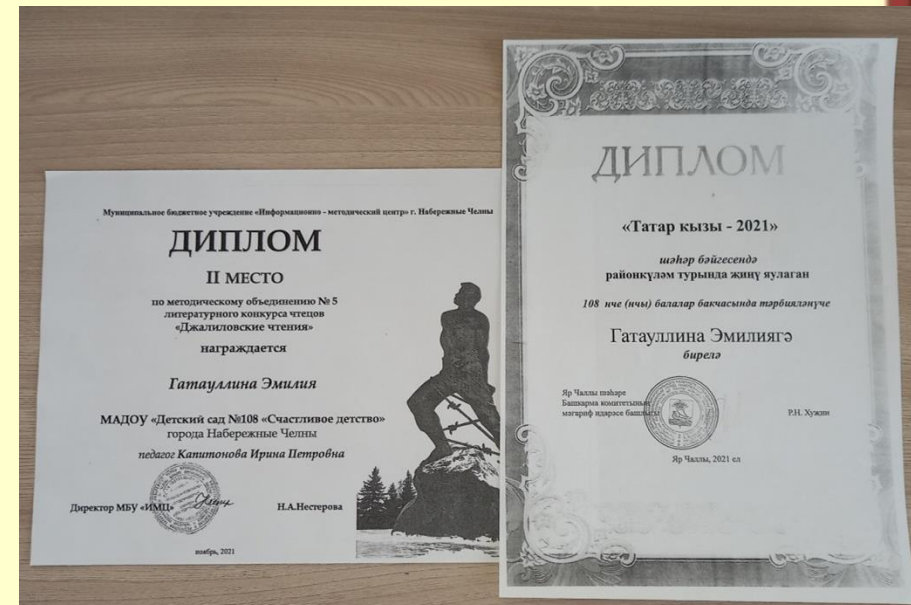 Муниципальное бюджетное учреждение «Информационно - методический центр» г. Набережные Челны
ДИПЛОМ
II МЕСТО
по методическому объединению № 5
литературного конкурса чтецов
«Джалиловские чтения»
награждается
Гатауллина Эмилия
МАДОУ «Детский сад №108 «Счастливое детство»
города Набережные Челны
педагог Капитонова Ирина Петровна
Директор МБУ «ИМЦ»
Н.А.Нестерова
ноябрь, 2021
ДИПЛОМ
«Татар кызы - 2021»
шәһәр бәйгесендә
районкүләм турында җиңү яулаган
108 нче (нчы) балалар бакчасында тәрбияләнүче
Гатауллина Эмилиягә
бирелә
Яр Чаллы шәһәре
Башкарма комитетының
мәгариф идарәсе башлыгы
Р.Н. Хужин
Яр Чаллы, 2021 ел